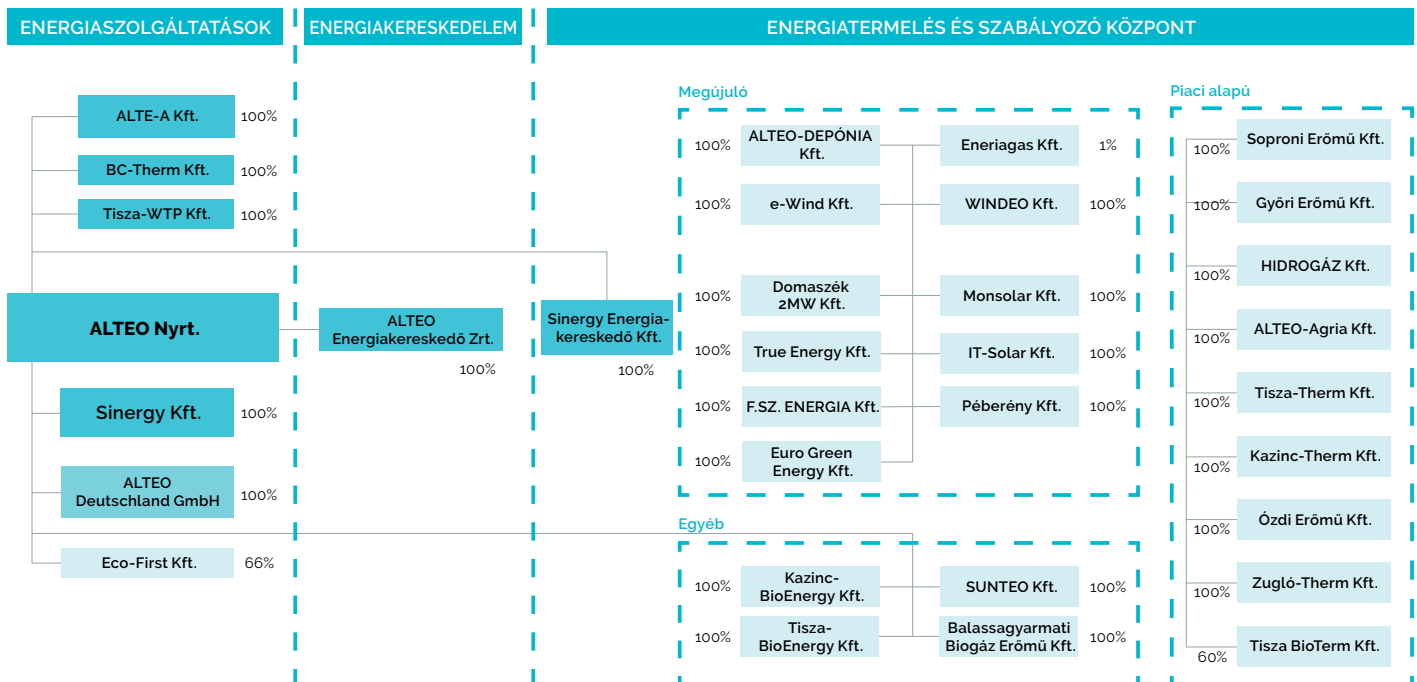 ENERGIASZOLGÁLTATÁSOK
ENERGIAKERESKEDELEM
ENERGIATERMELÉS ÉS SZABÁLYOZÓ KÖZPONT
ALTE-A Kft.
100%
BC-Therm Kft.
100%
Tisza-WTP Kft.
100%
ALTEO Nyrt.
Sinergy Kft.
100%
ALTEO
Deutschland GmbH
100%
Eco-First Kft.
66%
ALTEO
Energiakereskedő Zrt.
100%
Sinergy Energia-
kereskedő Kft.
100%
Megújuló
100%
ALTEO-DEPÓNIA
Kft.
Eneriagas Kft.
1%
100%
e-Wind Kft.
WINDEO Kft.
100%
100%
Domaszék
2MW Kft.
Monsolar Kft.
100%
100%
True Energy Kft.
IT-Solar Kft.
100%
100%
F.SZ. ENERGIA Kft.
Péberény Kft.
100%
100%
Euro Green
Energy Kft.
Egyéb
100%
Kazinc-
BioEnergy Kft.
SUNTEO Kft.
100%
100%
Tisza-
BioEnergy Kft.
Balassagyarmati
Biogáz Erőmű Kft.
100%
Piaci alapú
100%
Soproni Erőmű Kft.
100%
Győri Erőmű Kft.
100%
HIDROGÁZ Kft.
100%
ALTEO-Agria Kft.
100%
Tisza-Therm Kft.
100%
Kazinc-Therm Kft.
100%
Ózdi Erőmű Kft.
100%
Zugló-Therm Kft.
60%
Tisza BioTerm Kft.